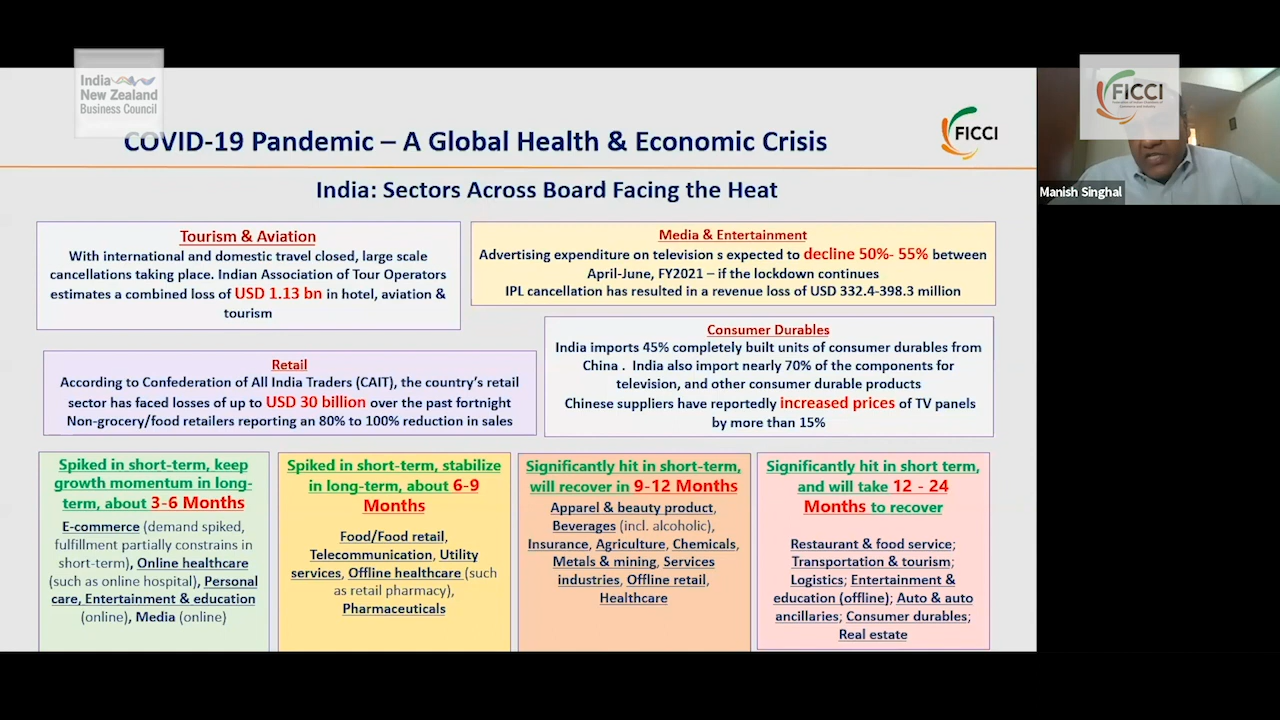 India
New Zealand
Business Council
FICCI
COVID-19 Pandemic – A Global Health & Economic Crisis
FICCI
Manish Singhal
India: Sectors Across Board Facing the Heat
Tourism & Aviation
With international and domestic travel closed, large scale
cancellations taking place. Indian Association of Tour Operators
estimates a combined loss of USD 1.13 bn in hotel, aviation &
tourism
Media & Entertainment
Advertising expenditure on television s expected to decline 50%- 55% between
April-June, FY2021 – if the lockdown continues
IPL cancellation has resulted in a revenue loss of USD 332.4-398.3 million
Retail
According to Confederation of All India Traders (CAIT), the country's retail
sector has faced losses of up to USD 30 billion over the past fortnight
Non-grocery/food retailers reporting an 80% to 100% reduction in sales
Consumer Durables
India imports 45% completely built units of consumer durables from
China . India also import nearly 70% of the components for
television, and other consumer durable products
Chinese suppliers have reportedly increased prices of TV panels
by more than 15%
Spiked in short-term, keep
growth momentum in long-
term, about 3-6 Months
E-commerce (demand spiked,
fulfillment partially constrains in
short-term), Online healthcare
(such as online hospital), Personal
care, Entertainment & education
(online), Media (online)
Spiked in short-term, stabilize
in long-term, about 6-9
Months
Food/Food retail,
Telecommunication, Utility
services, Offline healthcare (such
as retail pharmacy),
Pharmaceuticals
Significantly hit in short-term,
will recover in 9-12 Months
Apparel & beauty product,
Beverages (incl. alcoholic),
Insurance, Agriculture, Chemicals,
Metals & mining, Services
industries, Offline retail,
Healthcare
Significantly hit in short term,
and will take 12 - 24
Months to recover
Restaurant & food service;
Transportation & tourism;
Logistics; Entertainment &
education (offline); Auto & auto
ancillaries; Consumer durables;
Real estate